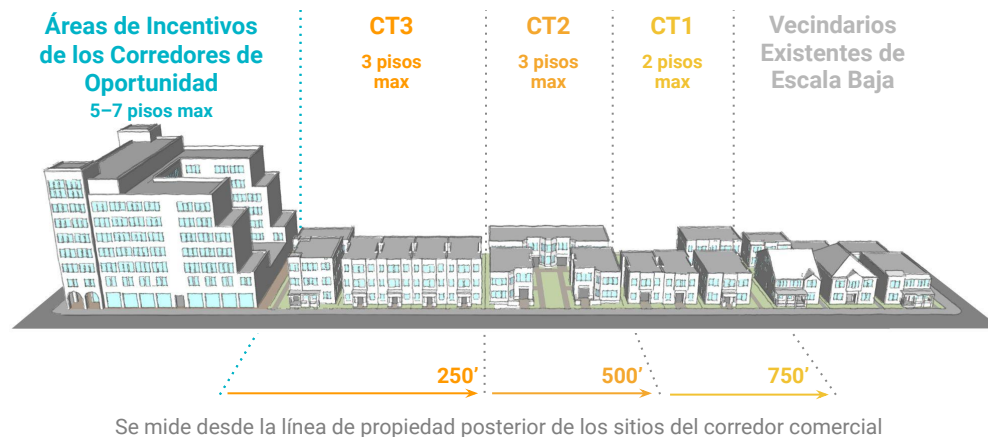 Áreas de Incentivos
de los Corredores de
Oportunidad
5–7 pisos max
CT3
3 pisos
max
CT2
3 pisos
max
CT1
2 pisos
max
Vecindarios
Existentes de
Escala Baja
250’
500’
750’
Se mide desde la línea de propiedad posterior de los sitios del corredor comercial